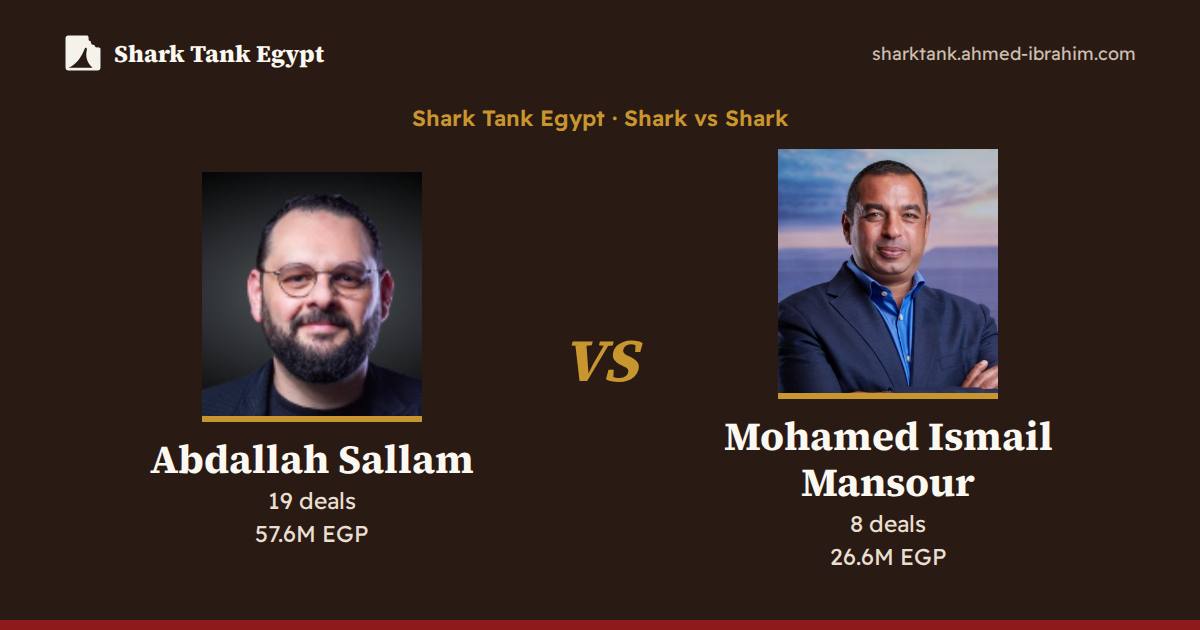 Shark Tank Egypt
sharktank.ahmed-ibrahim.com
Shark Tank Egypt · Shark vs Shark
VS
Abdallah Sallam
19 deals
57.6M EGP
Mohamed Ismail
Mansour
8 deals
26.6M EGP